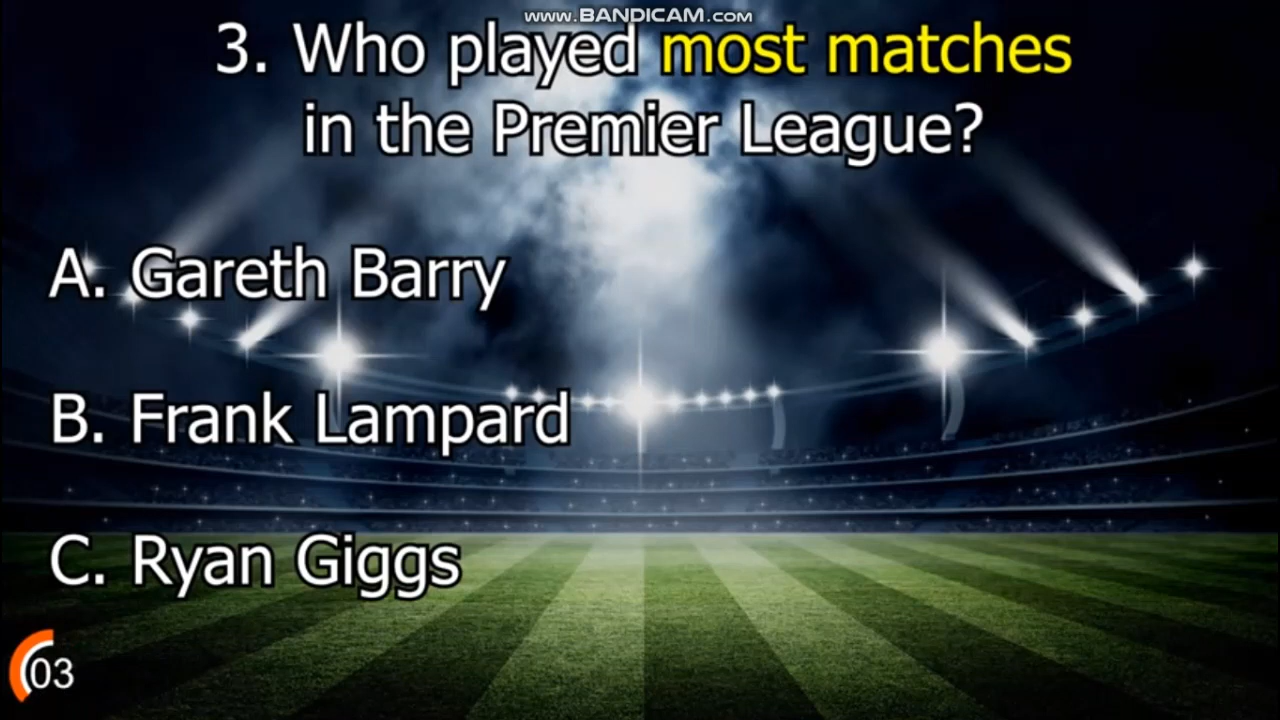 www.BANDICAM.com
3. Who played most matches
in the Premier League?
A. Gareth Barry
B. Frank Lampard
C. Ryan Giggs
03